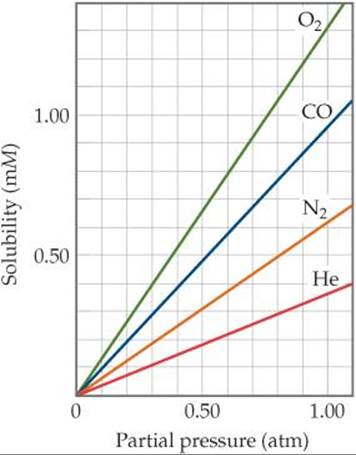 O₂
CO
N₂
He
1.00
0.50
Solubility (mM)
0
0.50
1.00
Partial pressure (atm)